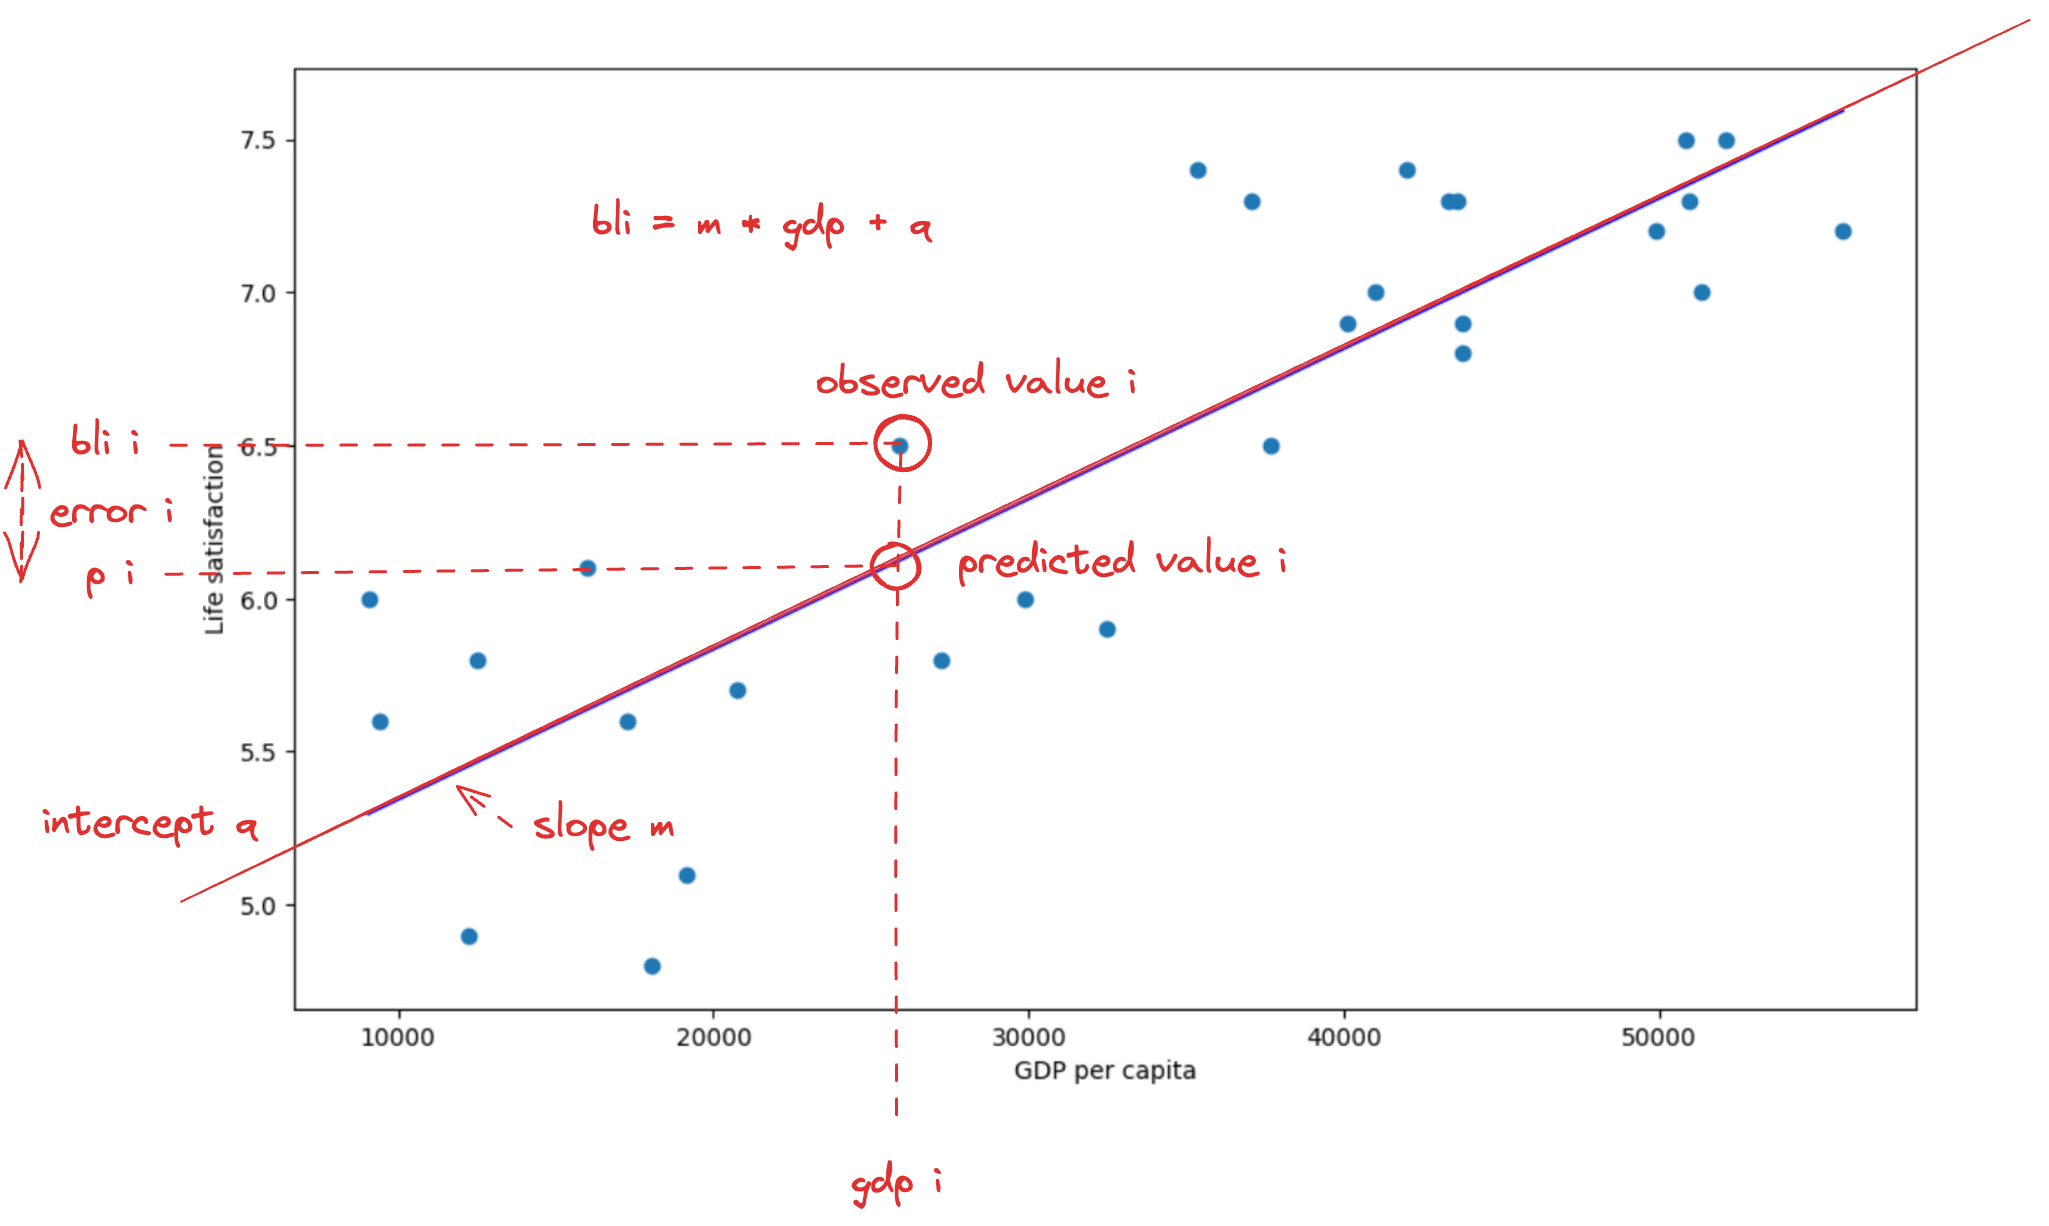 7.5
bli = m * gdp + a
7.0
observed value i
bli i
6.5
error i
predicted value i
p i
Life satisfaction
6.0
5.5
intercept a
slope m
5.0
10000 20000 30000 40000 50000
GDP per capita
gdp i